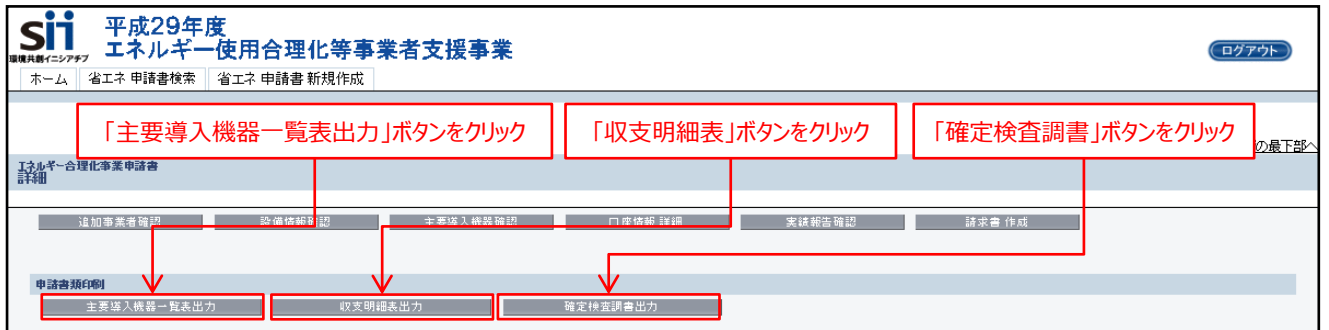 sii
平成29年度
環境共創イニシアチブ
エネルギー使用合理化等事業者支援事業
ログアウト
ホーム 省エネ 申請書検索 省エネ 申請書 新規作成
「主要導入機器一覧表出力」ボタンをクリック 「収支明細表」ボタンをクリック 「確定検査調書」ボタンをクリック
の最下部へ
エネルギー合理化事業申請書
詳細
追加事業者確認 設備情報確認 主要導入機器確認 口座情報 詳細 実績報告確認 請求書 作成
申請書類印刷
主要導入機器一覧表出力 収支明細表出力 確定検査調書出力